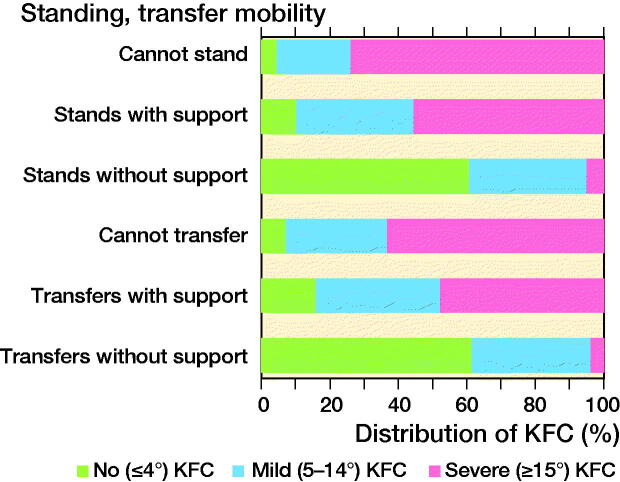 Standing, transfer mobility
Cannot stand
Stands with support
Stands without support
Cannot transfer
Transfers with support
Transfers without support
0 20 40 60 80 100
Distribution of KFC (%)
No (≤4°) KFC Mild (5–14°) KFC Severe (≥15°) KFC